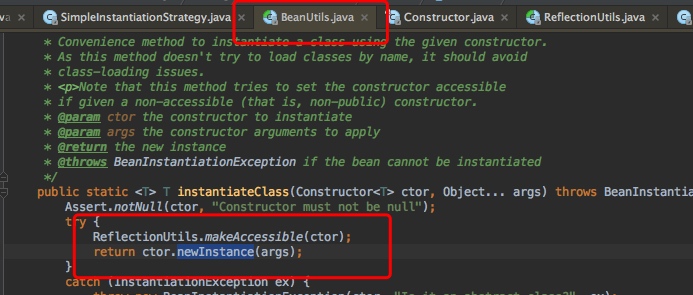 va
SimpleInstantiationStrategy.java
BeanUtils.java
Constructor.java
ReflectionUtils.java
* Convenience method to instantiate a class using the given constructor.
* As this method doesn't try to load classes by name, it should avoid
* class-loading issues.
* <p>Note that this method tries to set the constructor accessible
* if given a non-accessible (that is, non-public) constructor.
* @param ctor the constructor to instantiate
* @param args the constructor arguments to apply
* @return the new instance
* @throws BeanInstantiationException if the bean cannot be instantiated
*/
public static <T> T instantiateClass(Constructor<T> ctor, Object... args) throws BeanInstantia
Assert.notNull(ctor, "Constructor must not be null");
try {
ReflectionUtils.makeAccessible(ctor);
return ctor.newInstance(args);
}
catch (InstantiationException ex) {